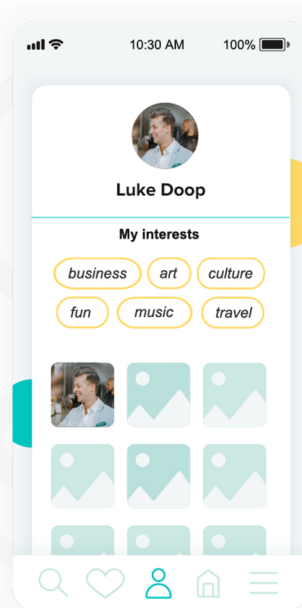 10:30 AM 100%
Luke Doop
My interests
business art culture
fun music travel